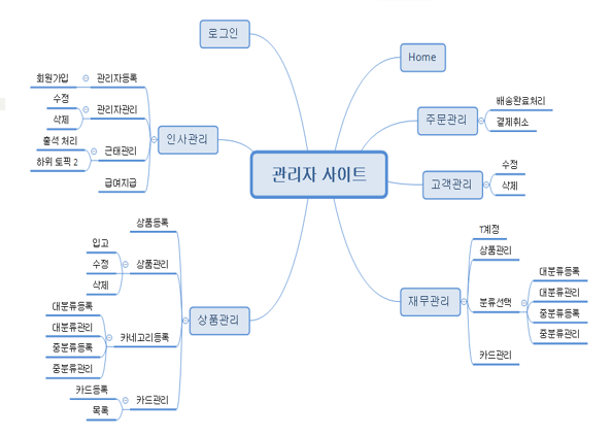 로그인
Home
회원가입
관리자등록
수정
관리자관리
삭제
인사관리
출석 처리
근태관리
하위 토픽 2
급여지급
관리자 사이트
주문관리
배송완료처리
결제취소
고객관리
수정
삭제
상품등록
입고
수정
상품관리
삭제
상품관리
대분류등록
대분류관리
카네고리등록
중분류등록
중분류관리
카드등록
카드관리
목록
재무관리
T계정
상품관리
분류선택
대분류등록
대분류관리
중분류등록
중분류관리
카드관리